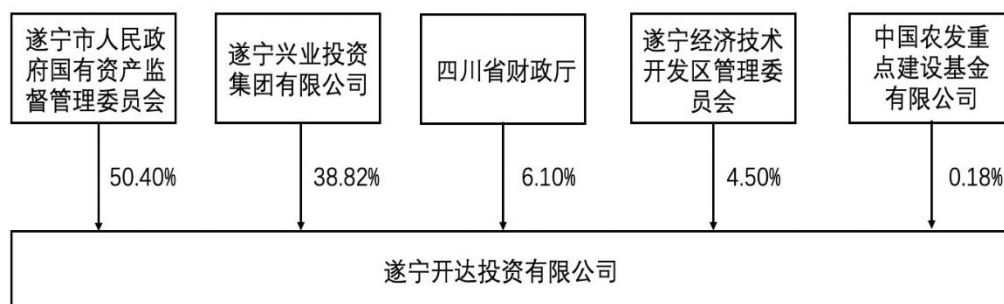 遂宁市人民政
府国有资产监
督管理委员会
遂宁兴业投资
集团有限公司
四川省财政厅
遂宁经济技术
开发区管理委
员会
中国农发重
点建设基金
有限公司
50.40%
38.82%
6.10%
4.50%
0.18%
遂宁开达投资有限公司